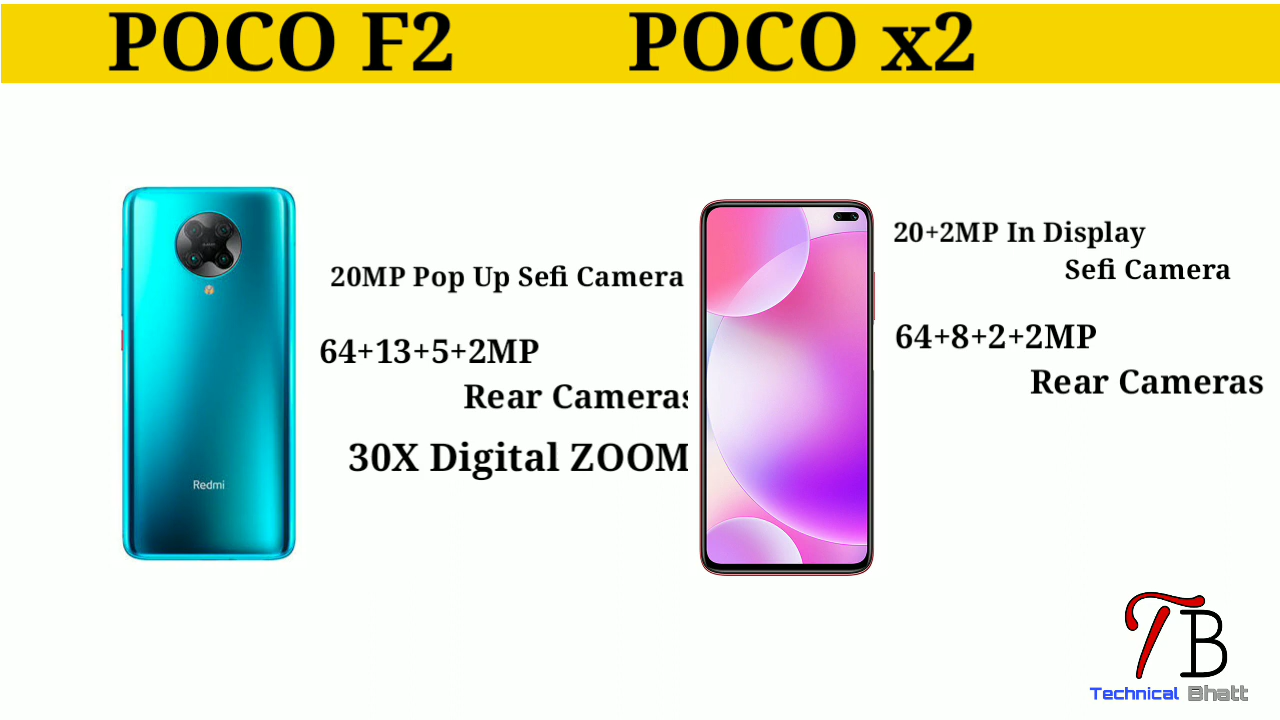 POCO F2
POCO x2
20MP Pop Up Sefi Camera
64+13+5+2MP
Rear Cameras
30X Digital ZOOM
Redmi
20+2MP In Display
Sefi Camera
64+8+2+2MP
Rear Cameras
TB
Technical Bhatt